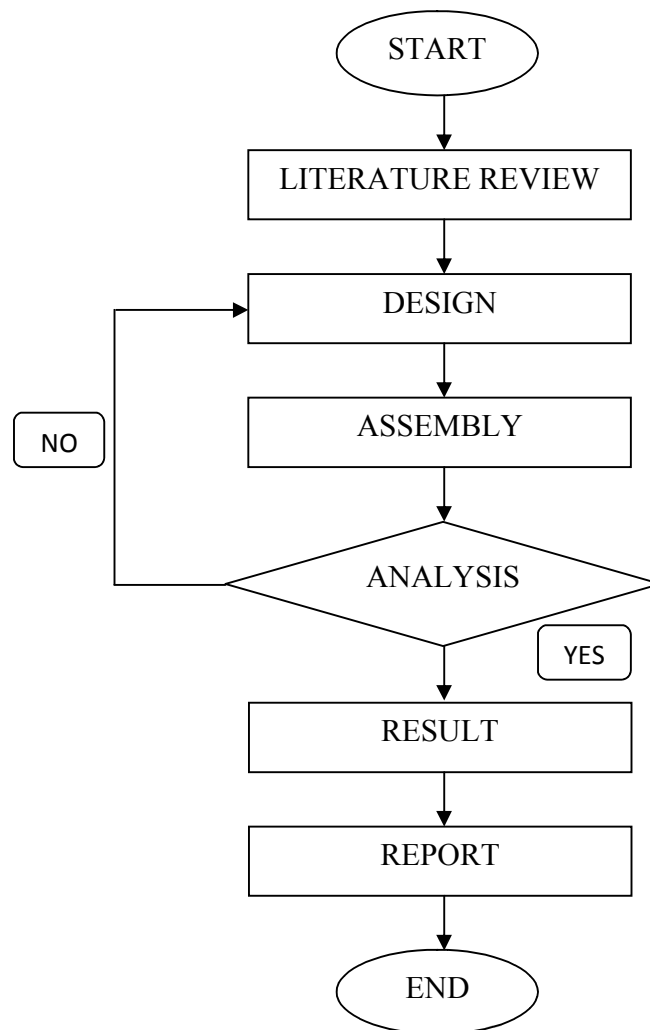 START
LITERATURE REVIEW
DESIGN
ASSEMBLY
NO
ANALYSIS
YES
RESULT
REPORT
END